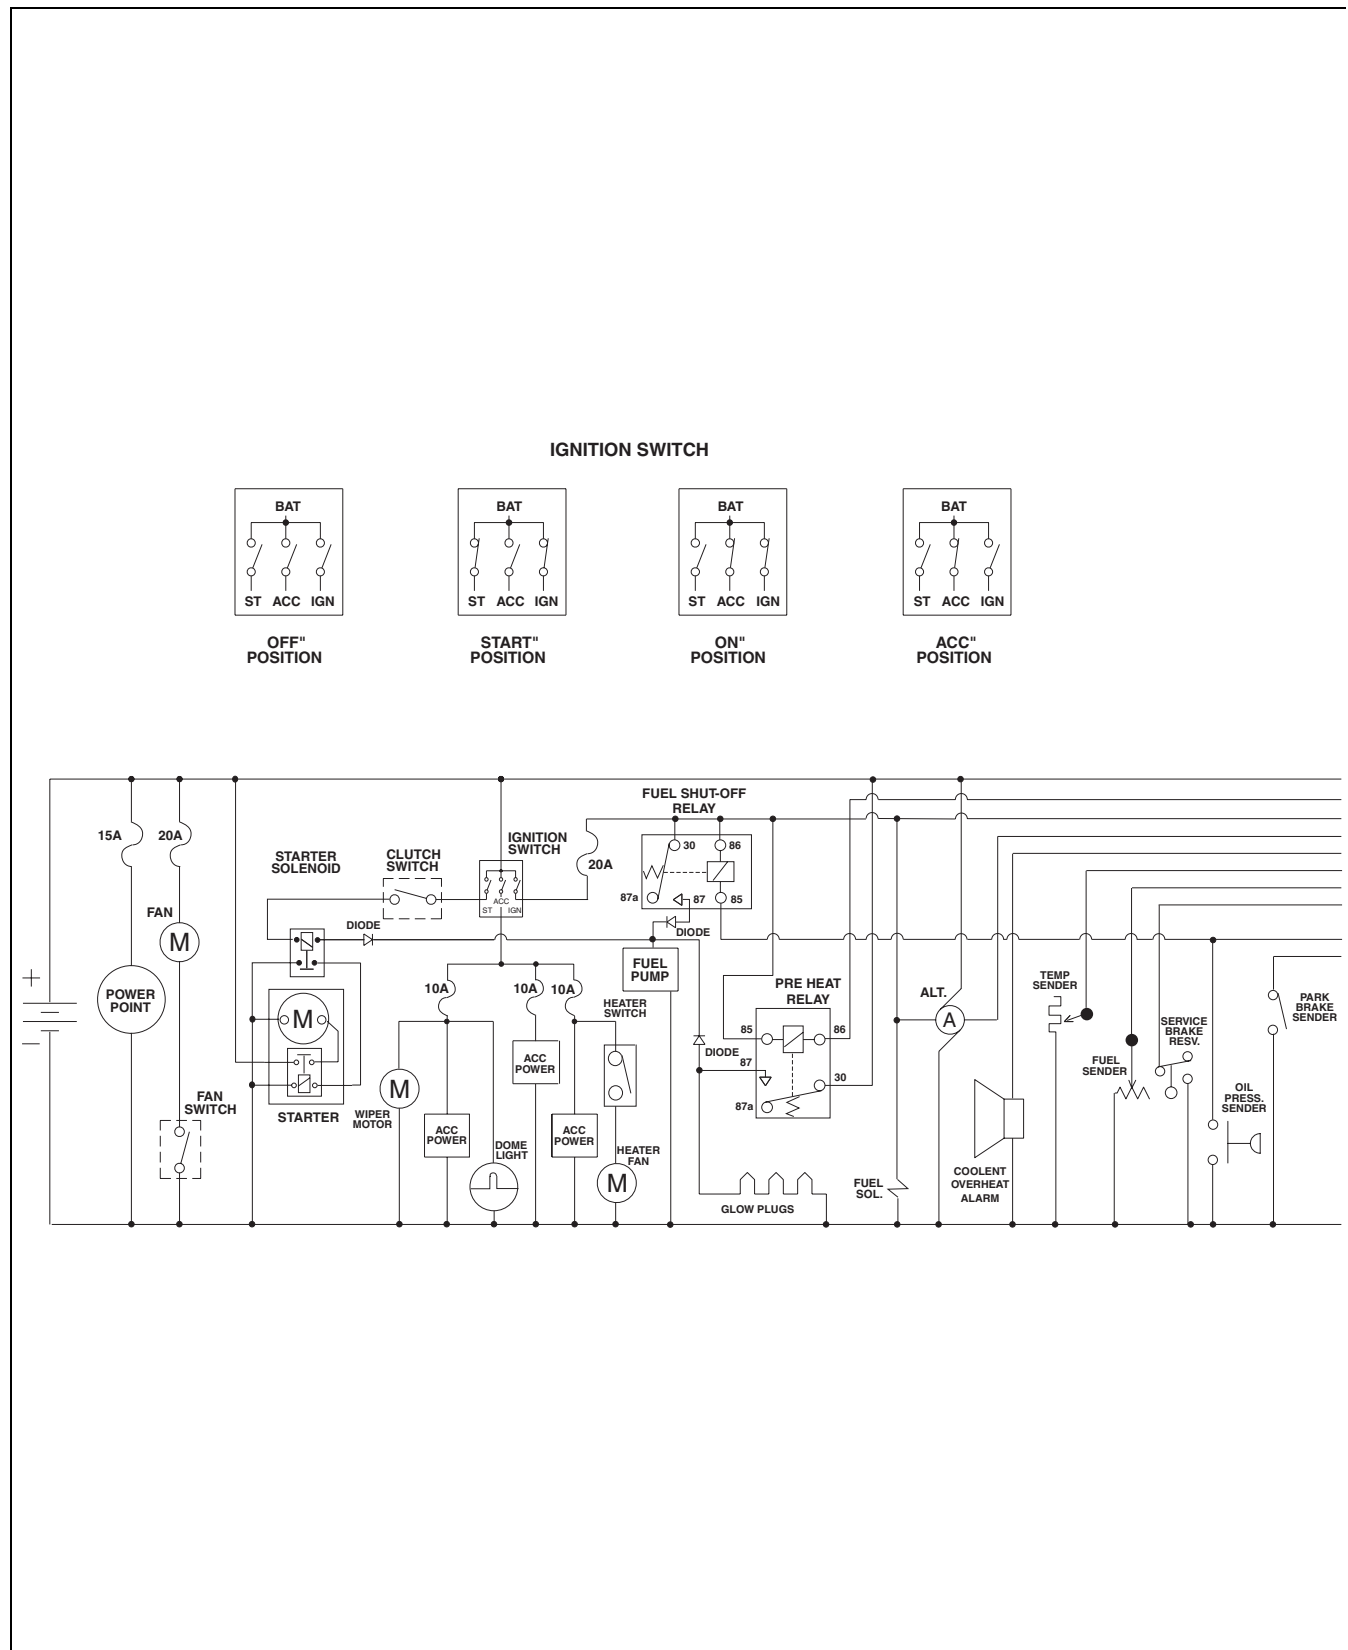 IGNITION SWITCH
BAT
ST ACC IGN
OFF"
POSITION
BAT
ST ACC IGN
START"
POSITION
BAT
ST ACC IGN
ON"
POSITION
BAT
ST ACC IGN
ACC"
POSITION
FUEL SHUT-OFF
RELAY
15A
20A
STARTER
SOLENOID
CLUTCH
SWITCH
IGNITION
SWITCH
ACC
ST IGN
20A
30
86
87a
87
85
FAN
M
DIODE
DIODE
+
−
POWER
POINT
M
STARTER
FAN
SWITCH
10A
10A
10A
FUEL
PUMP
HEATER
SWITCH
M
WIPER
MOTOR
ACC
POWER
DOME
LIGHT
ACC
POWER
ACC
POWER
HEATER
FAN
M
DIODE
PRE HEAT
RELAY
85
86
87
30
87a
GLOW PLUGS
FUEL
SOL.
ALT.
A
COOLENT
OVERHEAT
ALARM
TEMP
SENDER
FUEL
SENDER
SERVICE
BRAKE
RESV.
OIL
PRESS.
SENDER
PARK
BRAKE
SENDER